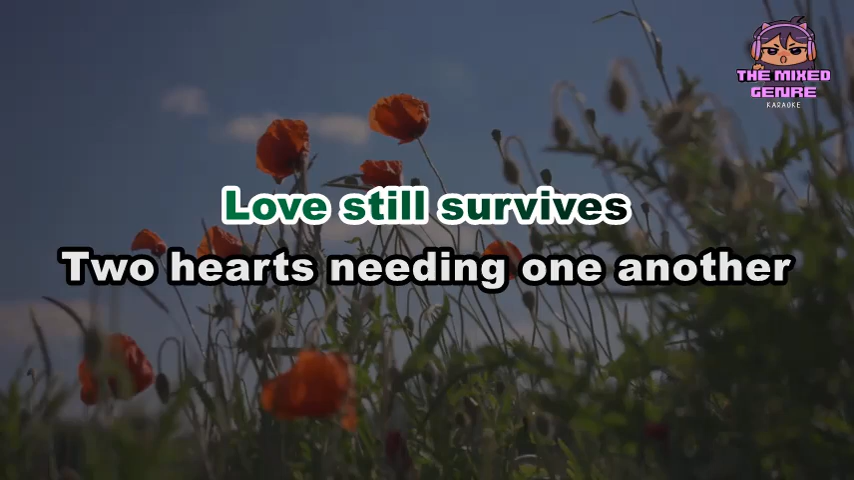 THE MIXED
GENRE
KARAOKE
Love still survives
Two hearts needing one another